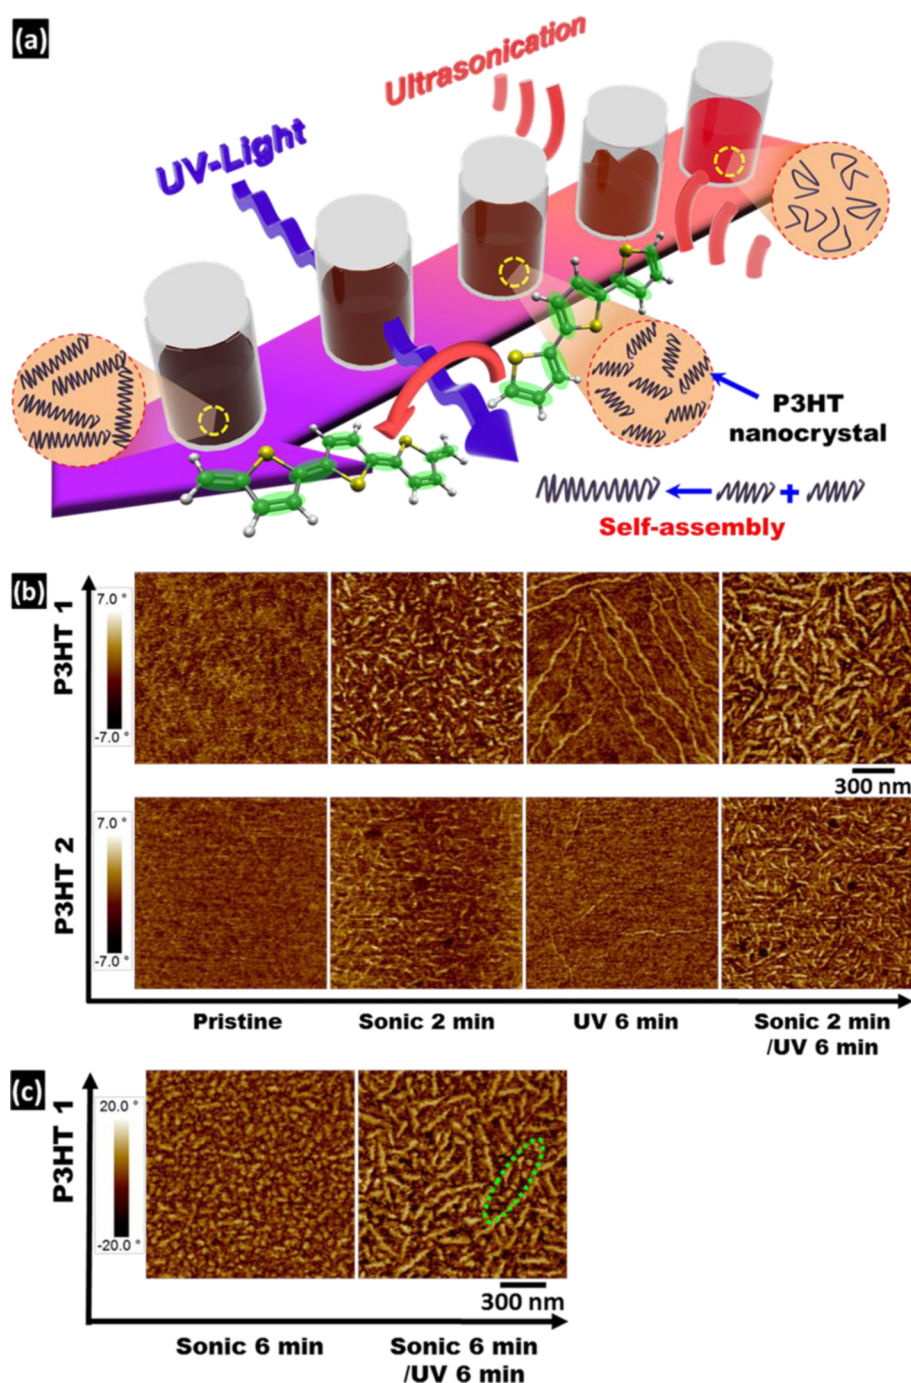 (a)
Ultrasonication
UV-Light
P3HT
nanocrystal
+
Self-assembly
(b)
P3HT 1
7.0 °
-7.0 °
300 nm
P3HT 2
7.0 °
-7.0 °
Pristine
Sonic 2 min
UV 6 min
Sonic 2 min
/UV 6 min
(c)
P3HT 1
20.0 °
-20.0 °
300 nm
Sonic 6 min
Sonic 6 min
/UV 6 min